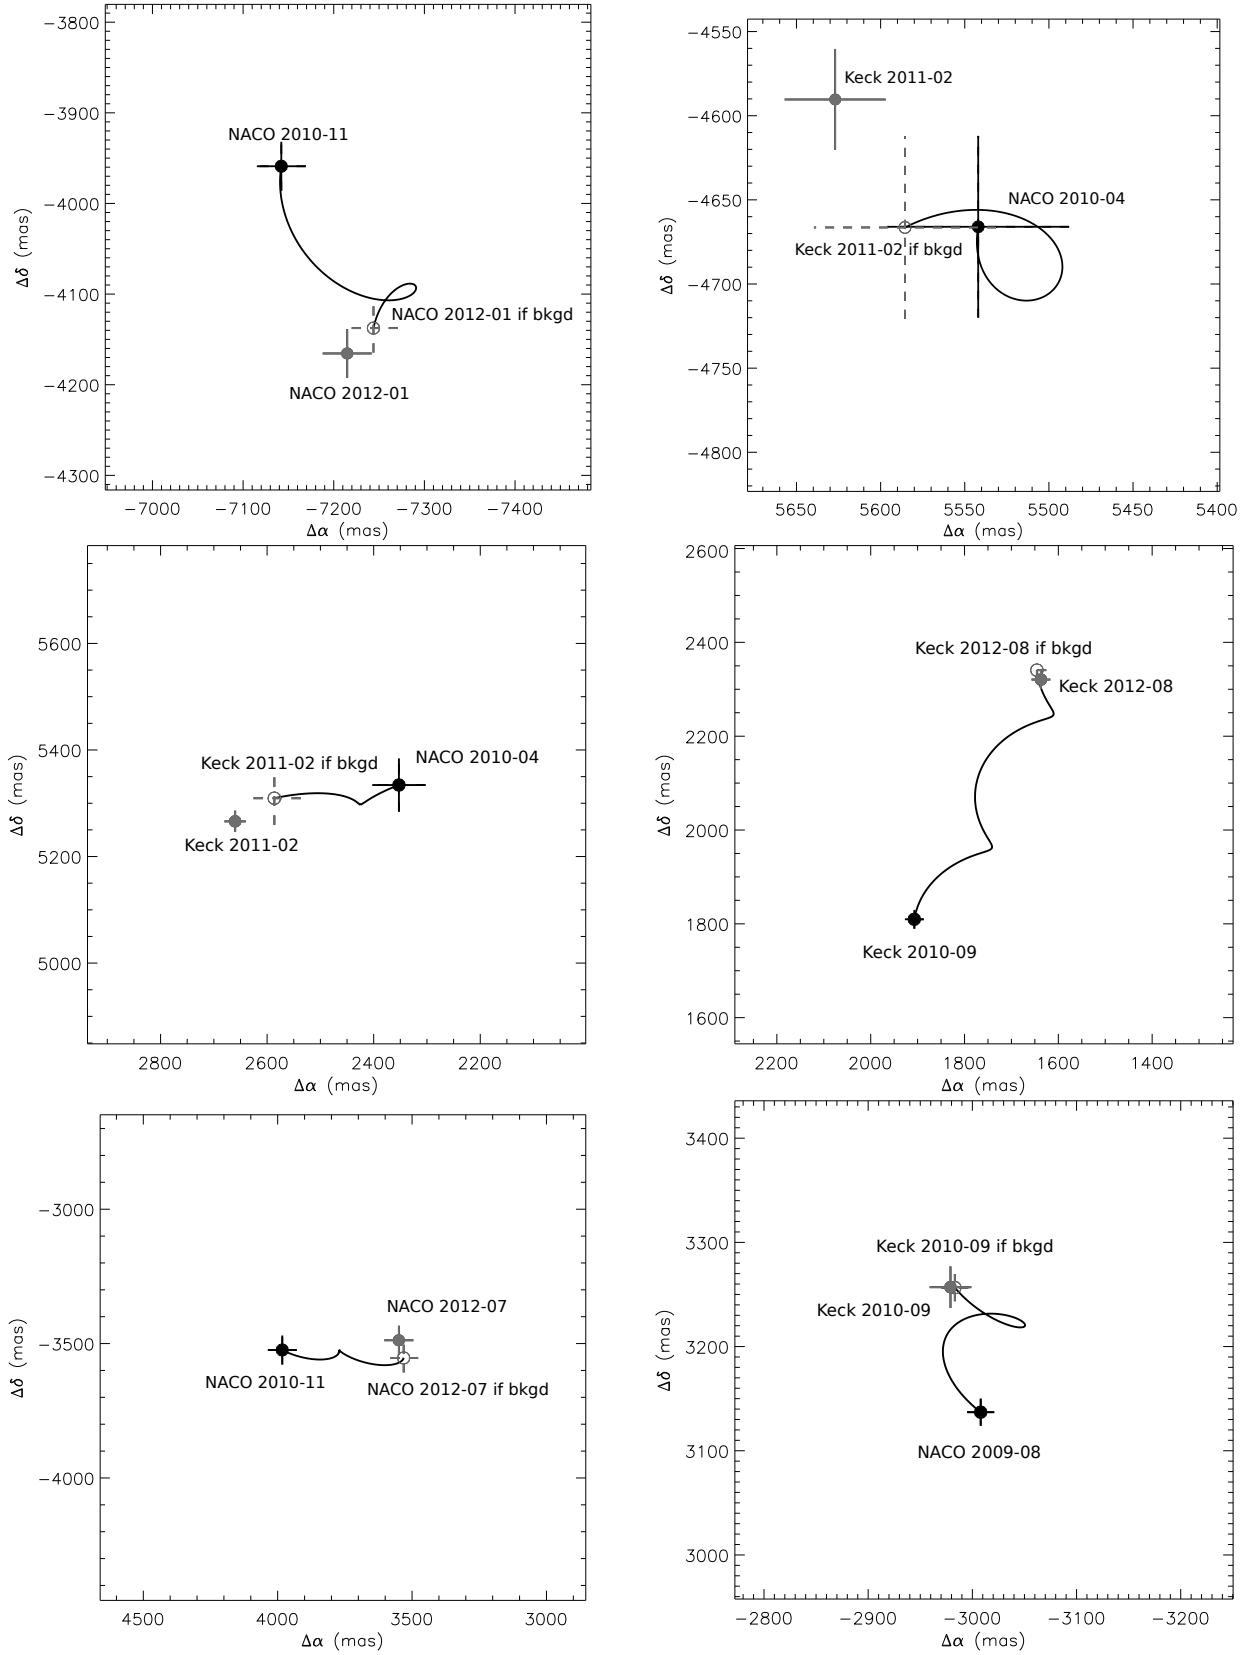 −3800
−3900
−4000
−4100
−4200
−4300
Δδ (mas)
NACO 2010-11
NACO 2012-01 if bkgd
NACO 2012-01
−7000 −7100 −7200 −7300 −7400
Δα (mas)
−4550
−4600
−4650
−4700
−4750
−4800
Δδ (mas)
Keck 2011-02
NACO 2010-04
Keck 2011-02 if bkgd
5650 5600 5550 5500 5450 5400
Δα (mas)
5600
5400
5200
5000
Δδ (mas)
NACO 2010-04
Keck 2011-02 if bkgd
Keck 2011-02
2800 2600 2400 2200
Δα (mas)
2600
2400
2200
2000
1800
1600
Δδ (mas)
Keck 2012-08 if bkgd
Keck 2012-08
Keck 2010-09
2200 2000 1800 1600 1400
Δα (mas)
−3000
−3500
−4000
Δδ (mas)
NACO 2012-07
NACO 2010-11
NACO 2012-07 if bkgd
4500 4000 3500 3000
Δα (mas)
3400
3300
3200
3100
3000
Δδ (mas)
Keck 2010-09 if bkgd
Keck 2010-09
NACO 2009-08
−2800 −2900 −3000 −3100 −3200
Δα (mas)